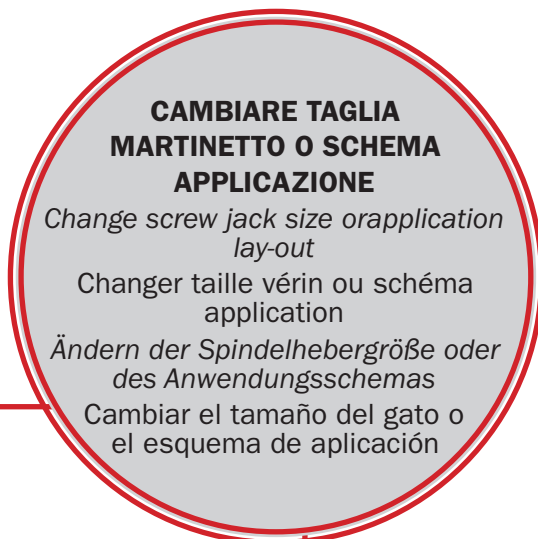 CAMBIARE TAGLIA
MARTINETTO O SCHEMA
APPLICAZIONE
Change screw jack size orapplication
lay-out
Changer taille vérin ou schéma
application
Ändern der Spindelhebergröße oder
des Anwendungsschemas
Cambiar el tamaño del gato o
el esquema de aplicación